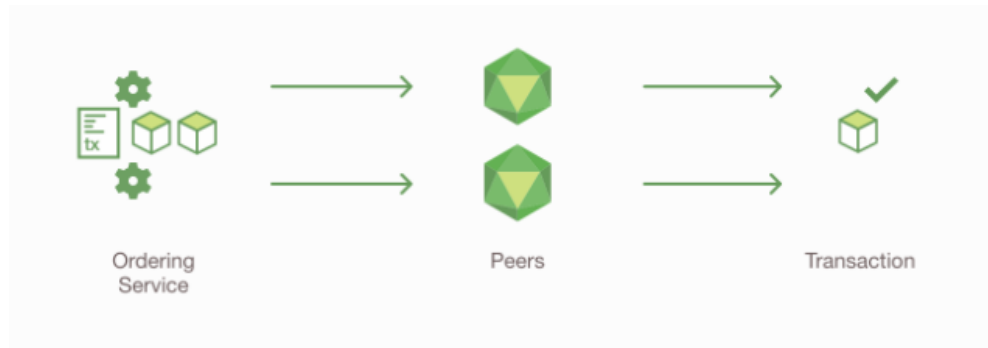 tx
Ordering
Service
Peers
Transaction